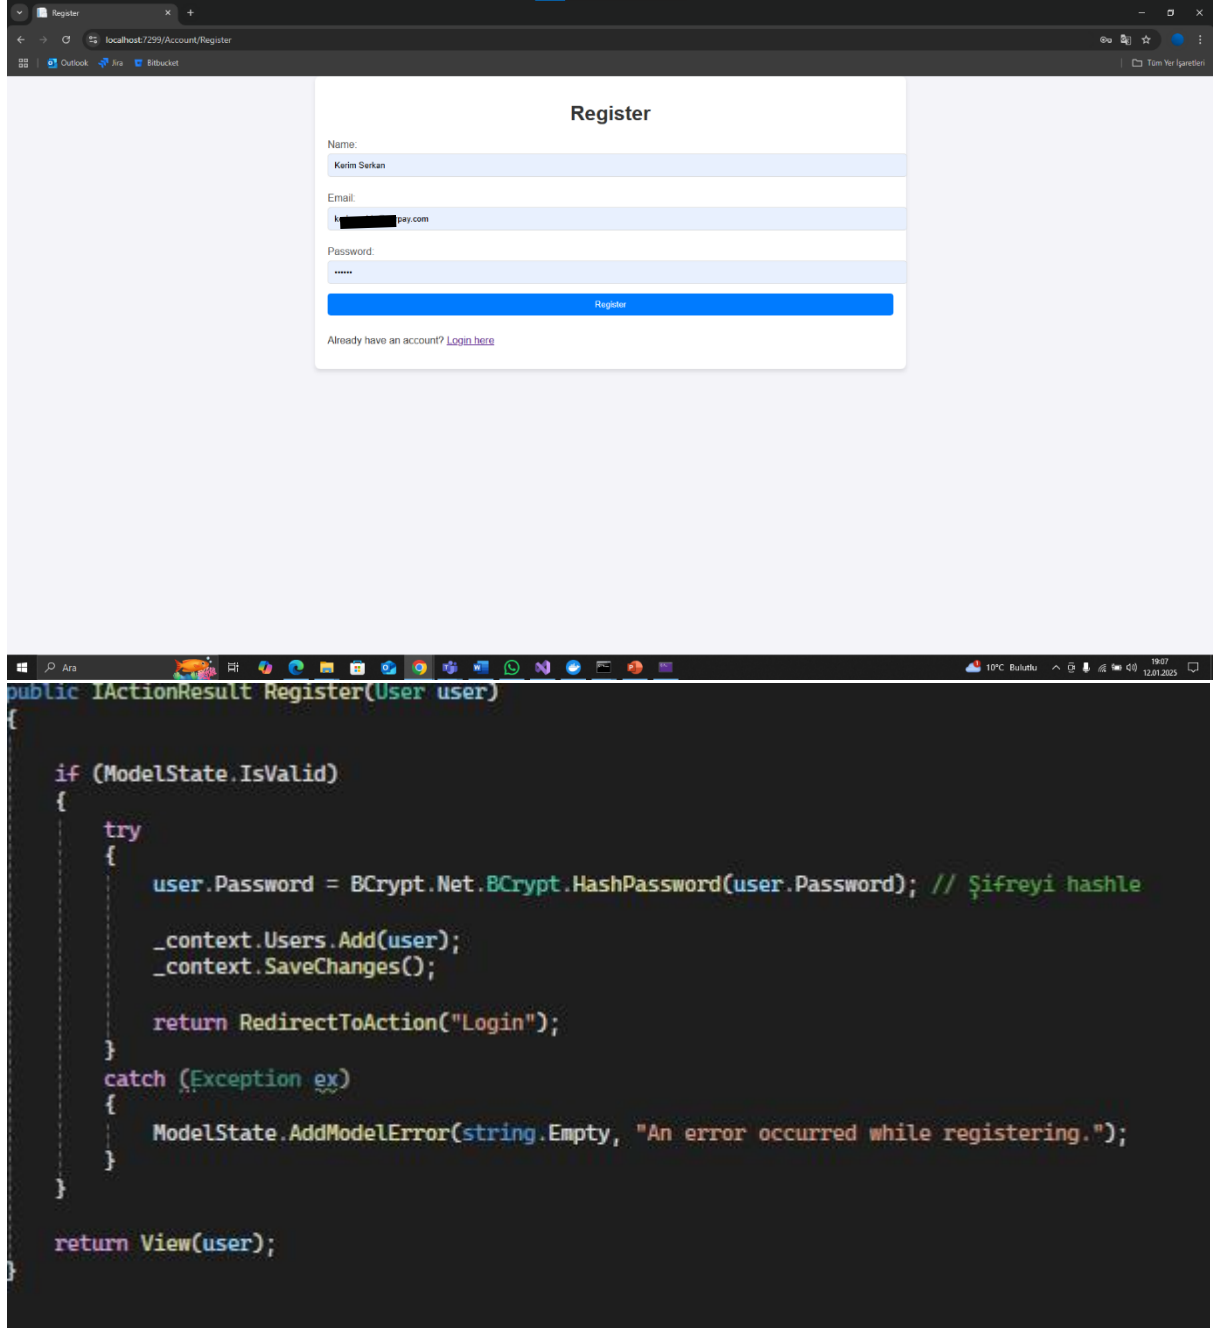 Register
localhost:7299/Account/Register
Outlook Jira Bitbucket Tüm Yer İşaretleri
Register
Name:
Kerim Serkan
Email:
rpay.com
Password:
••••••
Register
Already have an account? Login here
Ara 10°C Bulutlu 19:07
12.01.2025
public IActionResult Register(User user)
{
if (ModelState.IsValid)
{
try
{
user.Password = BCrypt.Net.BCrypt.HashPassword(user.Password); // Şifreyi hashle
_context.Users.Add(user);
_context.SaveChanges();
return RedirectToAction("Login");
}
catch (Exception ex)
{
ModelState.AddModelError(string.Empty, "An error occurred while registering.");
}
}
return View(user);
}